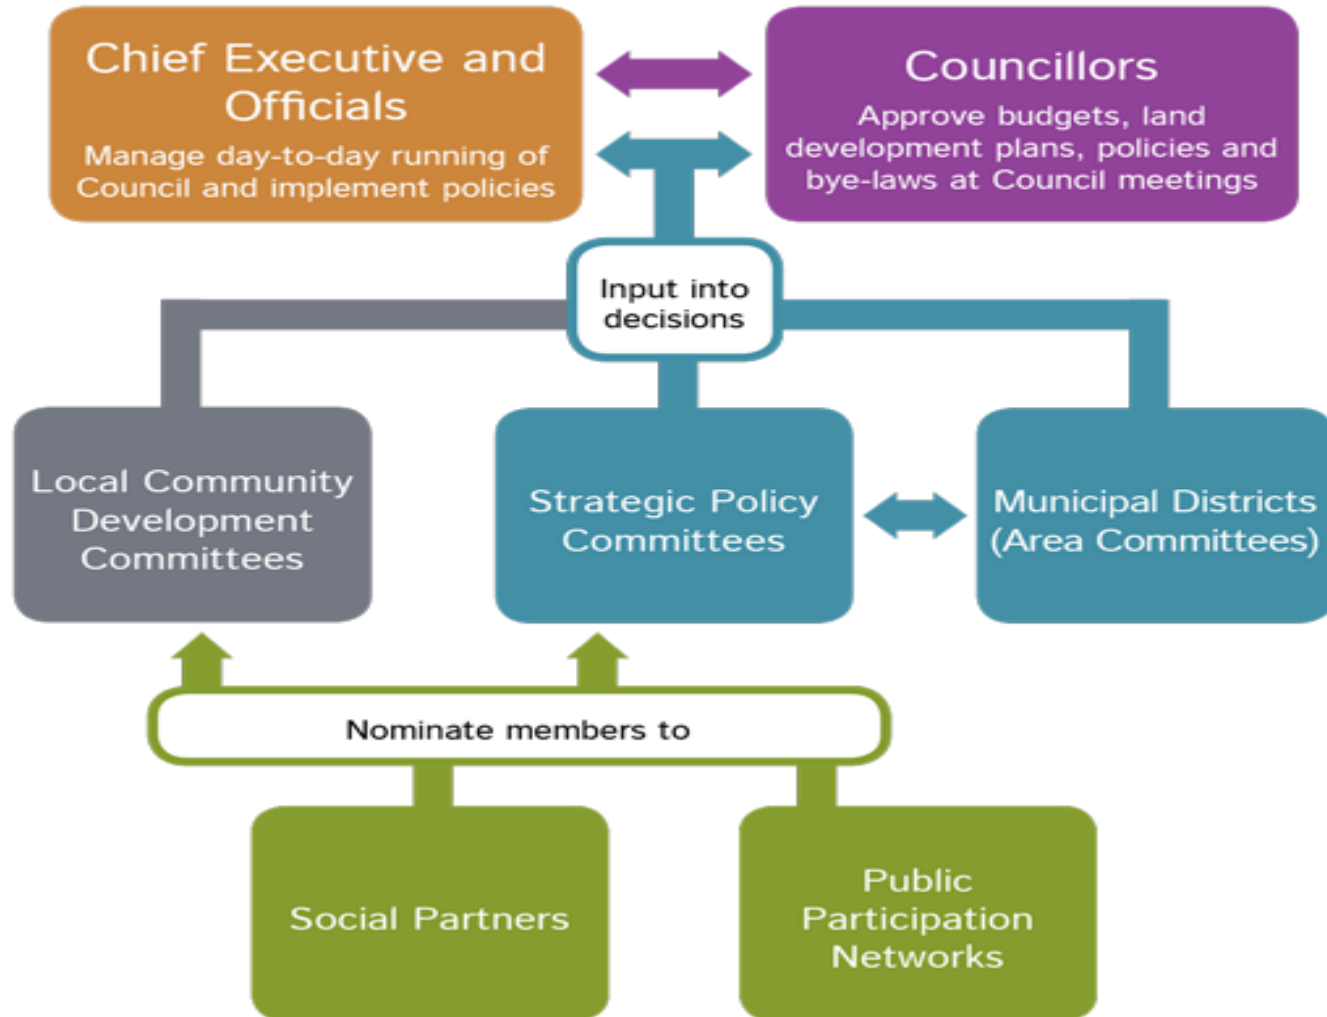 Chief Executive and
Officials
Manage day-to-day running of
Council and implement policies
Councillors
Approve budgets, land
development plans, policies and
bye-laws at Council meetings
Input into
decisions
Local Community
Development
Committees
Strategic Policy
Committees
Municipal Districts
(Area Committees)
Nominate members to
Social Partners
Public
Participation
Networks